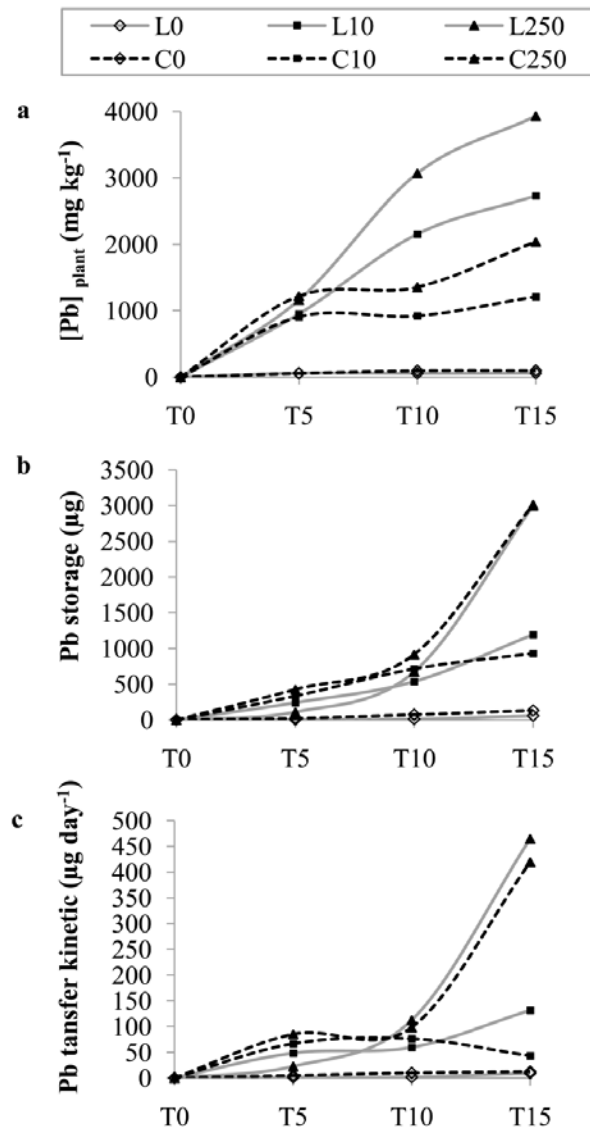 L0 L10 L250
C0 C10 C250
a
[Pb] plant (mg kg⁻¹)
4000
3000
2000
1000
0
T0 T5 T10 T15
b
Pb storage (µg)
3500
3000
2500
2000
1500
1000
500
0
T0 T5 T10 T15
c
Pb tansfer kinetic (µg day⁻¹)
500
450
400
350
300
250
200
150
100
50
0
T0 T5 T10 T15